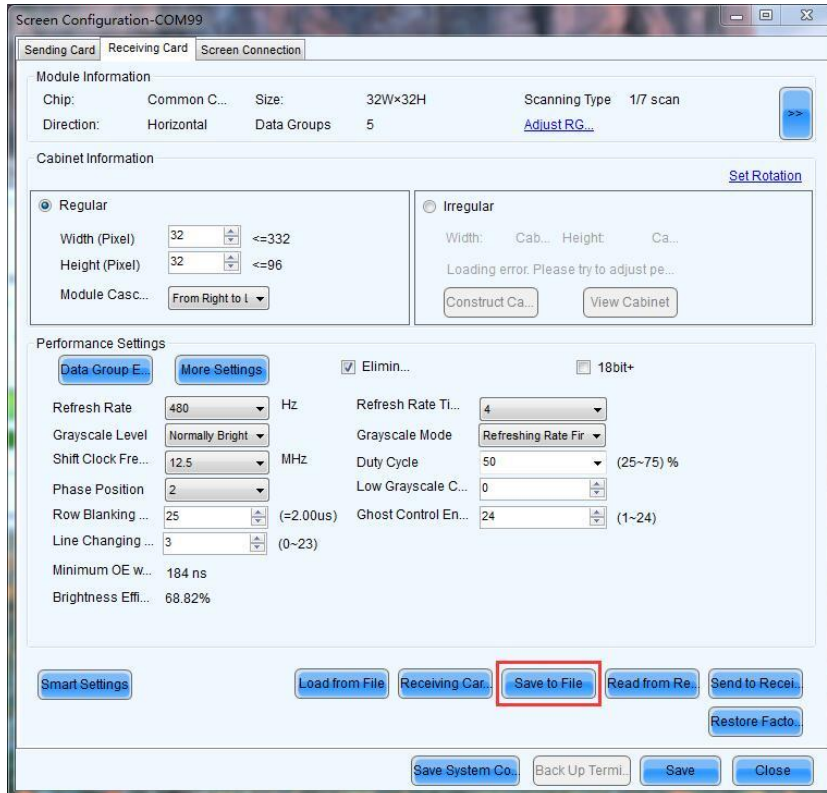 Screen Configuration-COM99
Sending Card Receiving Card Screen Connection
Module Information
Chip: Common C... Size: 32W×32H Scanning Type 1/7 scan
Direction: Horizontal Data Groups 5 Adjust RG... >>
Cabinet Information
Set Rotation
Regular Irregular
Width (Pixel) 32 <=332 Width: Cab... Height: Ca...
Height (Pixel) 32 <=96 Loading error. Please try to adjust pe...
Module Casc... From Right to L Construct Ca... View Cabinet
Performance Settings
Data Group E... More Settings Elimin... 18bit+
Refresh Rate 480 Hz Refresh Rate Ti... 4
Grayscale Level Normally Bright Grayscale Mode Refreshing Rate Fir
Shift Clock Fre... 12.5 MHz Duty Cycle 50 (25~75) %
Phase Position 2 Low Grayscale C... 0
Row Blanking ... 25 (=2.00us) Ghost Control En... 24 (1~24)
Line Changing ... 3 (0~23)
Minimum OE w... 184 ns
Brightness Effi... 68.82%
Smart Settings Load from File Receiving Car... Save to File Read from Re... Send to Recei...
Restore Facto...
Save System Co... Back Up Termi... Save Close